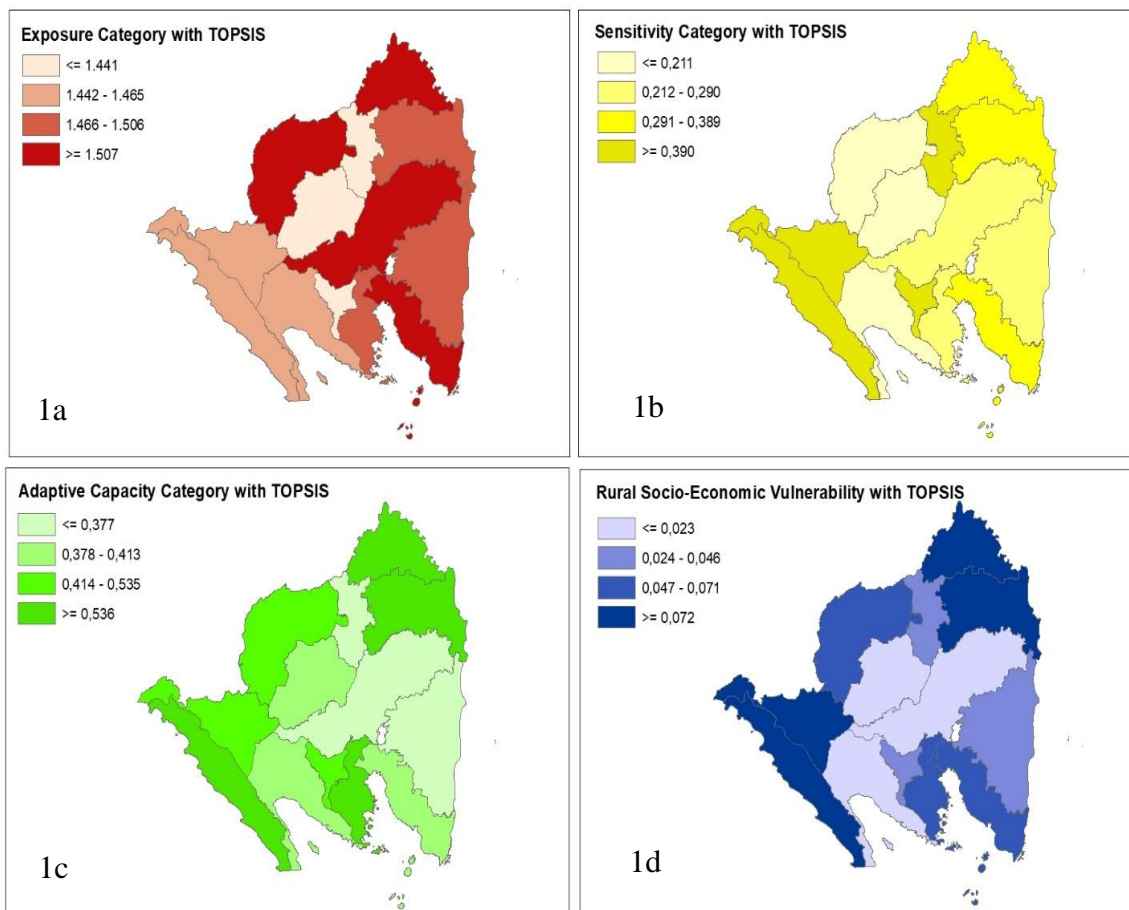 Exposure Category with TOPSIS
<= 1.441
1.442 - 1.465
1.466 - 1.506
>= 1.507
1a
Sensitivity Category with TOPSIS
<= 0,211
0,212 - 0,290
0,291 - 0,389
>= 0,390
1b
Adaptive Capacity Category with TOPSIS
<= 0,377
0,378 - 0,413
0,414 - 0,535
>= 0,536
1c
Rural Socio-Economic Vulnerability with TOPSIS
<= 0,023
0,024 - 0,046
0,047 - 0,071
>= 0,072
1d